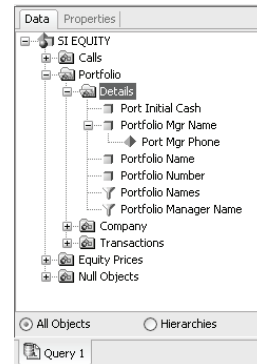 Data Properties
SI EQUITY
Calls
Portfolio
Details
Port Initial Cash
Portfolio Mgr Name
Port Mgr Phone
Portfolio Name
Portfolio Number
Portfolio Names
Portfolio Manager Name
Company
Transactions
Equity Prices
Null Objects
All Objects Hierarchies
Query 1